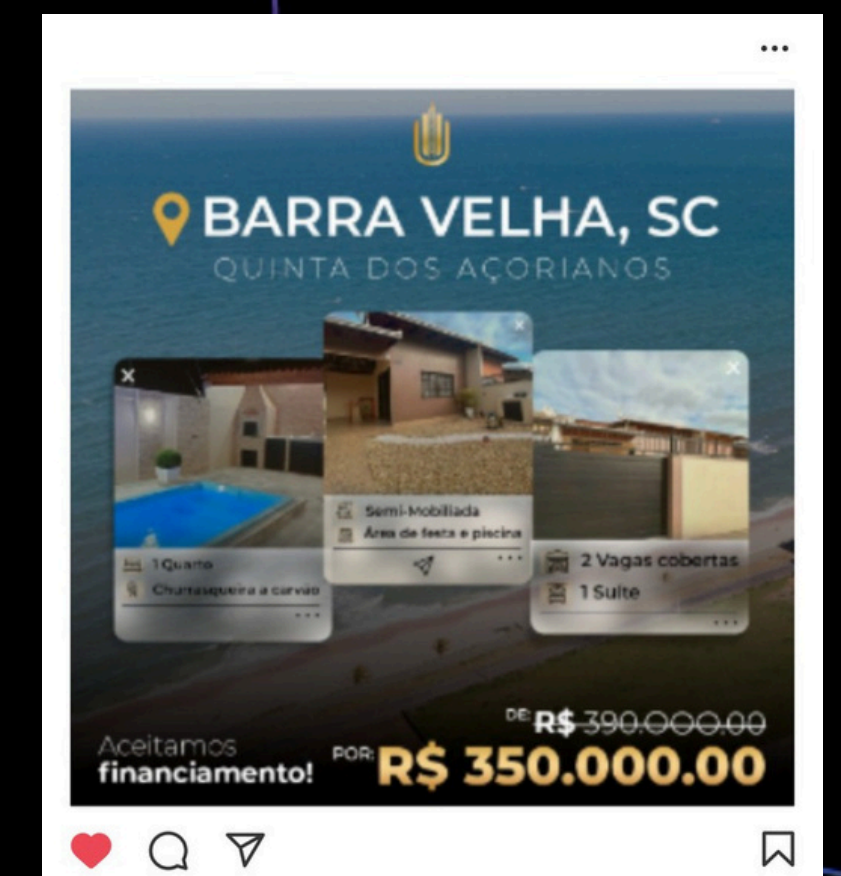 BARRA VELHA, SC
QUINTA DOS AÇORIANOS
1 Quarto
Churrasqueira a carvão
Semi-Mobiliada
Área de festa e piscina
2 Vagas cobertas
1 Suíte
Aceitamos
financiamento!
DE: R$ 390.000.00
POR: R$ 350.000.00